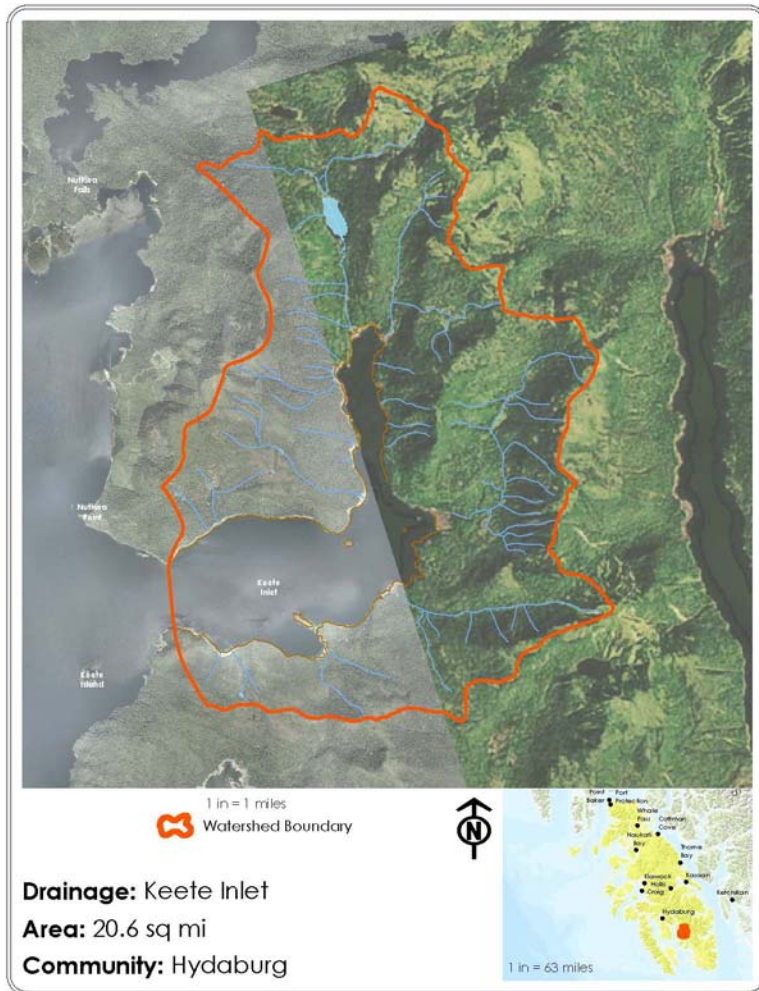 Nutkwa
Falls
Nutkwa
Point
Keete
Inlet
Keete
Island
1 in = 1 miles
Watershed Boundary
N
Drainage: Keete Inlet
Area: 20.6 sq mi
Community: Hydaburg
Point
Baker
Port
Protection
Whale
Pass
Coffman
Cove
Naukati
Bay
Thorne
Bay
Klawock
Hollis
Craig
Kasaan
Ketchikan
Hydaburg
1 in = 63 miles